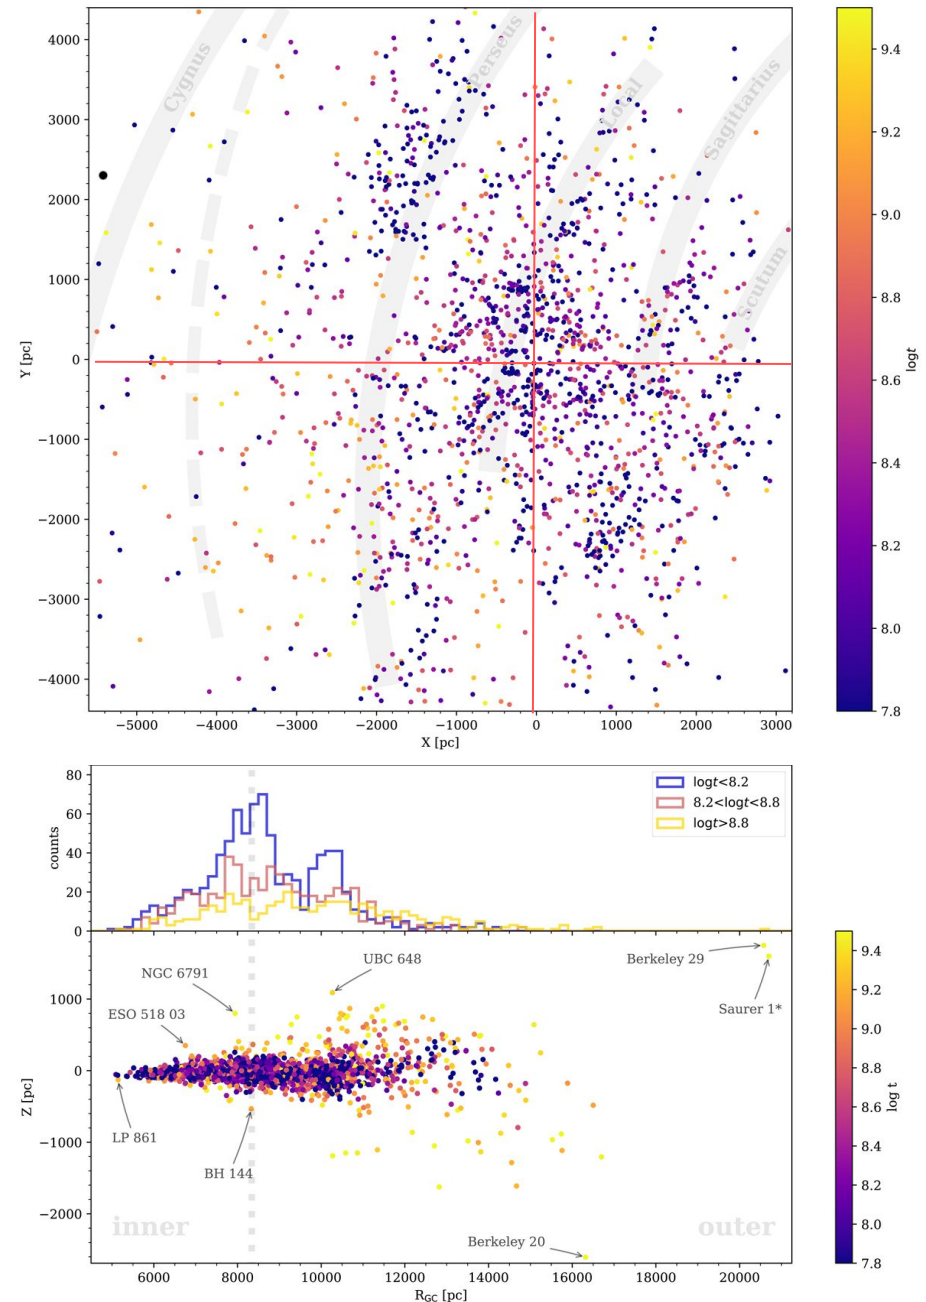 4000
3000
2000
1000
0
−1000
−2000
−3000
−4000
Y [pc]
Cygnus
Perseus
Local
Sagittarius
Scutum
−5000 −4000 −3000 −2000 −1000 0 1000 2000 3000
X [pc]
9.4
9.2
9.0
8.8
8.6
8.4
8.2
8.0
7.8
logt
80
60
40
20
0
counts
logt<8.2
8.2<logt<8.8
logt>8.8
1000
0
−1000
−2000
Z [pc]
UBC 648
NGC 6791
ESO 518 03
Berkeley 29
Saurer 1*
LP 861
BH 144
inner
outer
Berkeley 20
6000 8000 10000 12000 14000 16000 18000 20000
RGC [pc]
9.4
9.2
9.0
8.8
8.6
8.4
8.2
8.0
7.8
log t